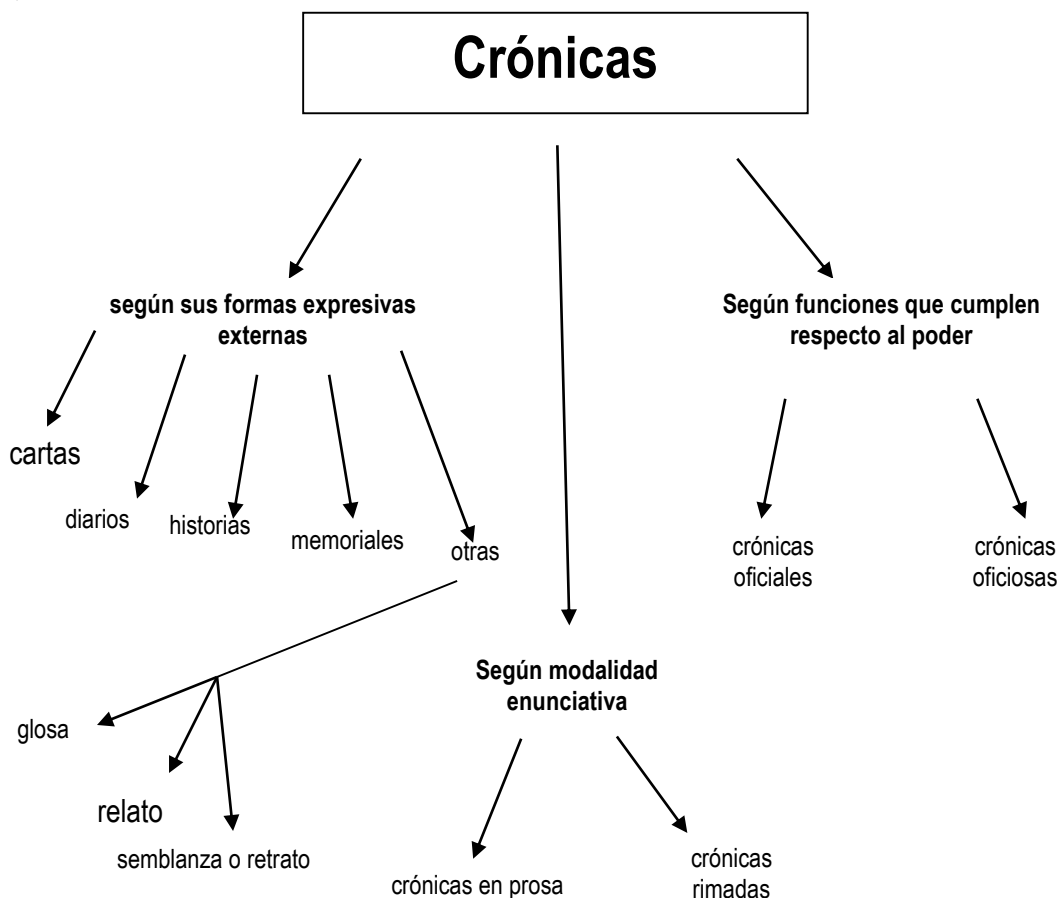 Crónicas
según sus formas expresivas
externas
Según funciones que cumplen
respecto al poder
cartas
diarios
historias
memoriales
otras
crónicas
oficiales
crónicas
oficiosas
Según modalidad
enunciativa
glosa
relato
semblanza o retrato
crónicas en prosa
crónicas
rimadas